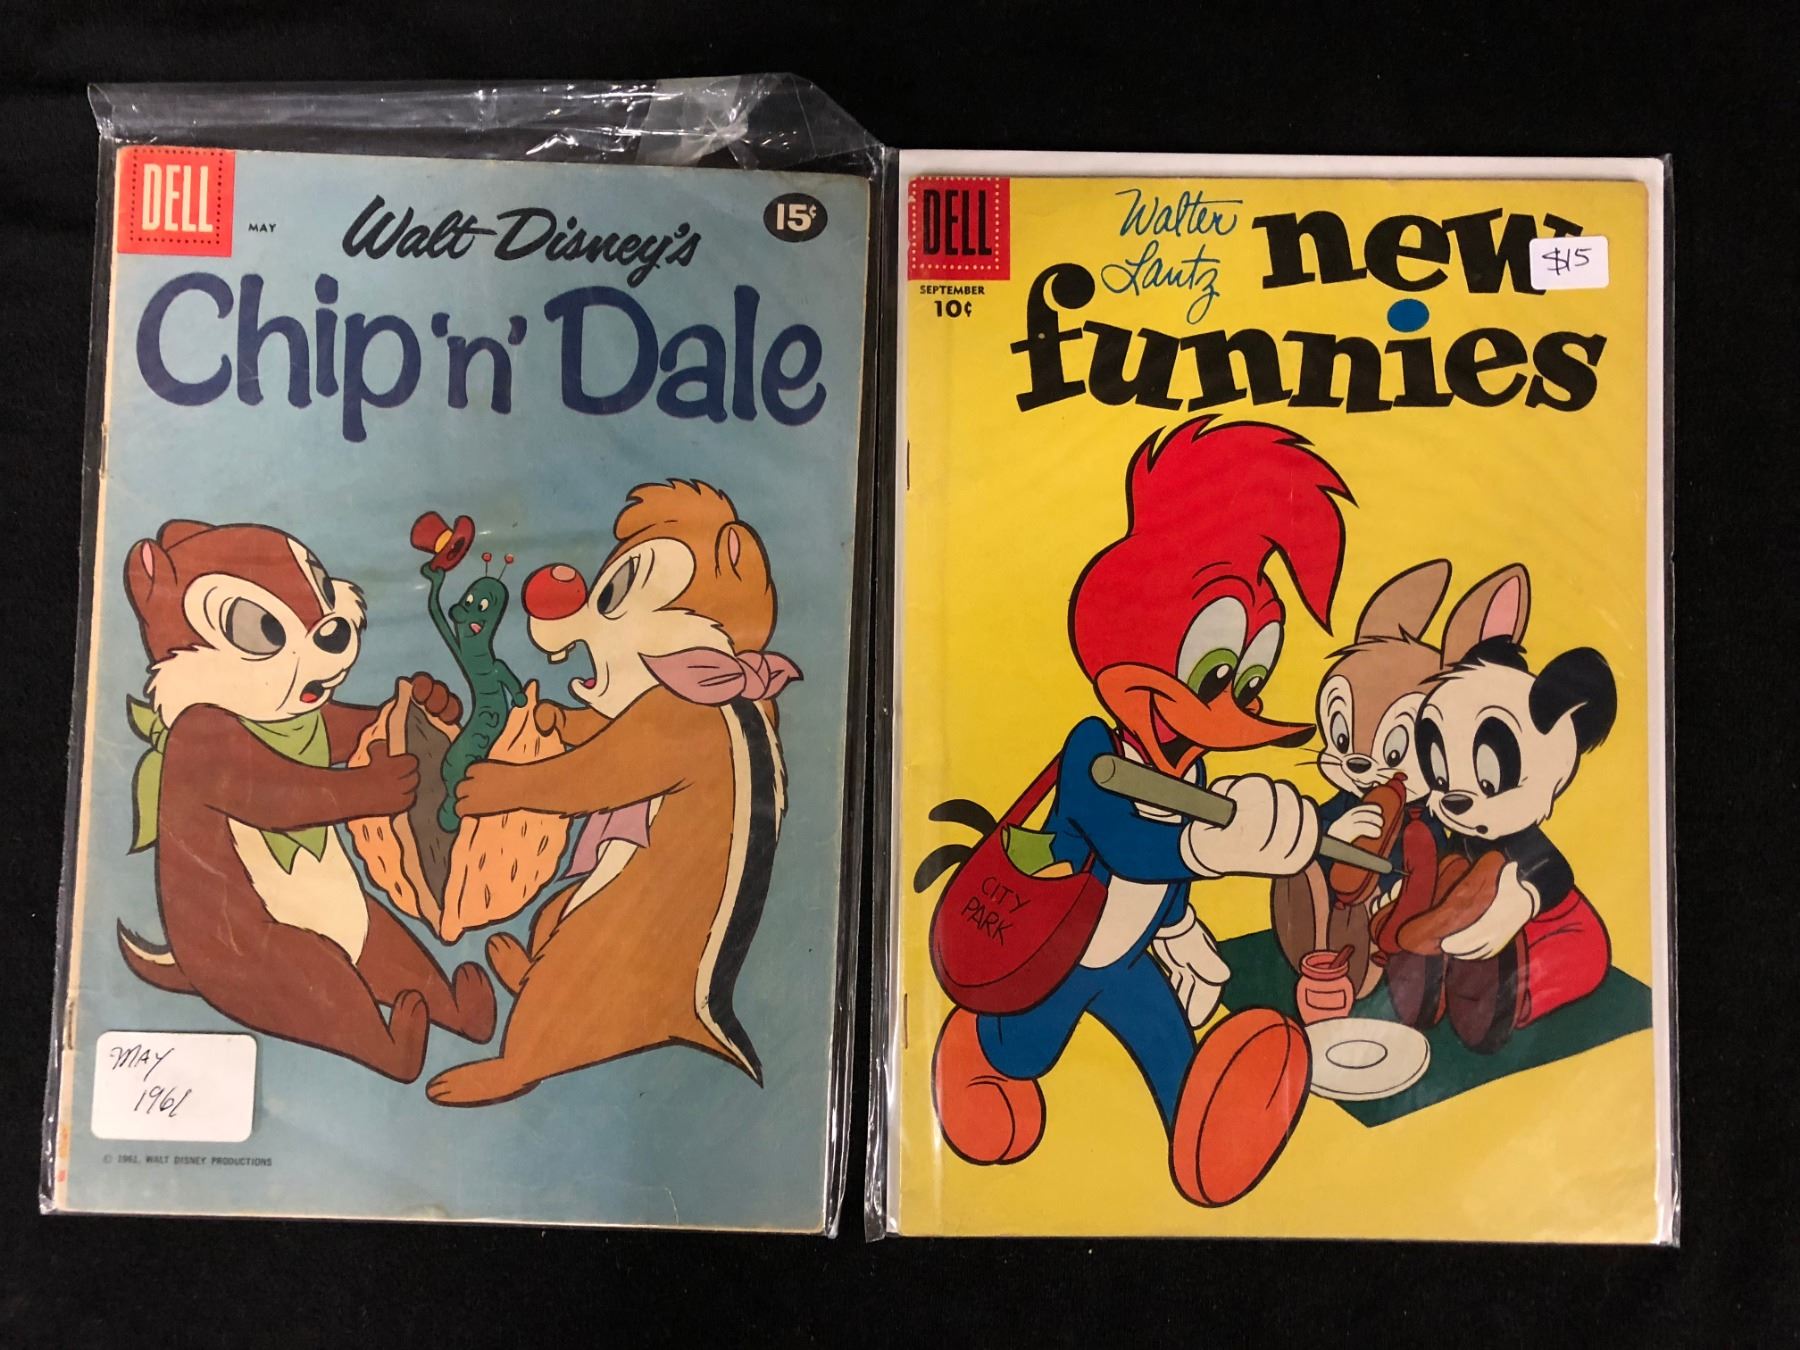 DELL
MAY
15¢
Walt Disney's
Chip 'n' Dale
MAY
1961
© 1961, WALT DISNEY PRODUCTIONS
DELL
SEPTEMBER
10¢
Walter
Lantz
new
$15
funnies
CITY
PARK